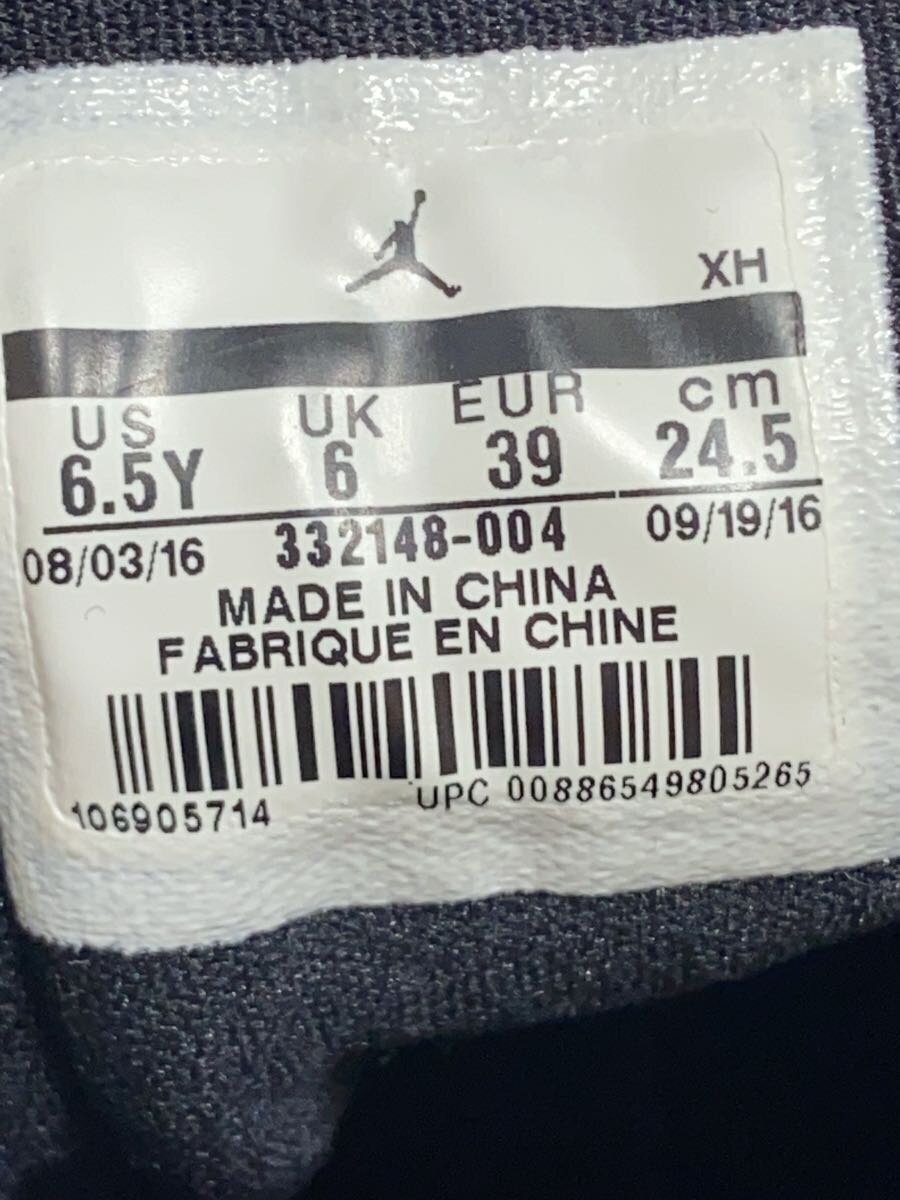 XH
US UK EUR cm
6.5Y 6 39 24.5
08/03/16 332148-004 09/19/16
MADE IN CHINA
FABRIQUE EN CHINE
106905714 UPC 00886549805265